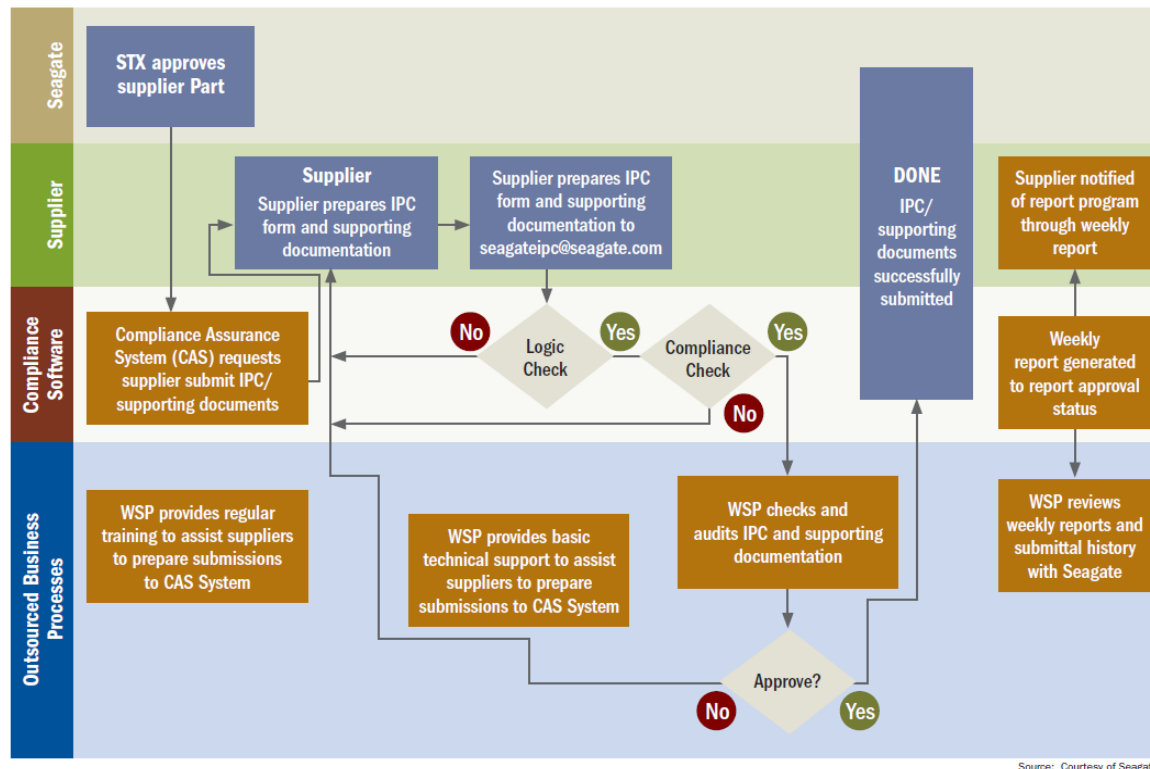 Seagate
STX approves
supplier Part
Supplier
Supplier
Supplier prepares IPC
form and supporting
documentation
Supplier prepares IPC
form and supporting
documentation to
seagateipc@seagate.com
DONE
IPC/
supporting
documents
successfully
submitted
Supplier notified
of report program
through weekly
report
Compliance
Software
Compliance Assurance
System (CAS) requests
supplier submit IPC/
supporting documents
No
Logic
Check
Yes
Compliance
Check
Yes
No
Weekly
report generated
to report approval
status
Outsourced Business
Processes
WSP provides regular
training to assist suppliers
to prepare submissions
to CAS System
WSP provides basic
technical support to assist
suppliers to prepare
submissions to CAS System
WSP checks and
audits IPC and supporting
documentation
WSP reviews
weekly reports and
submittal history
with Seagate
Approve?
No
Yes
Source: Courtesy of Seagat